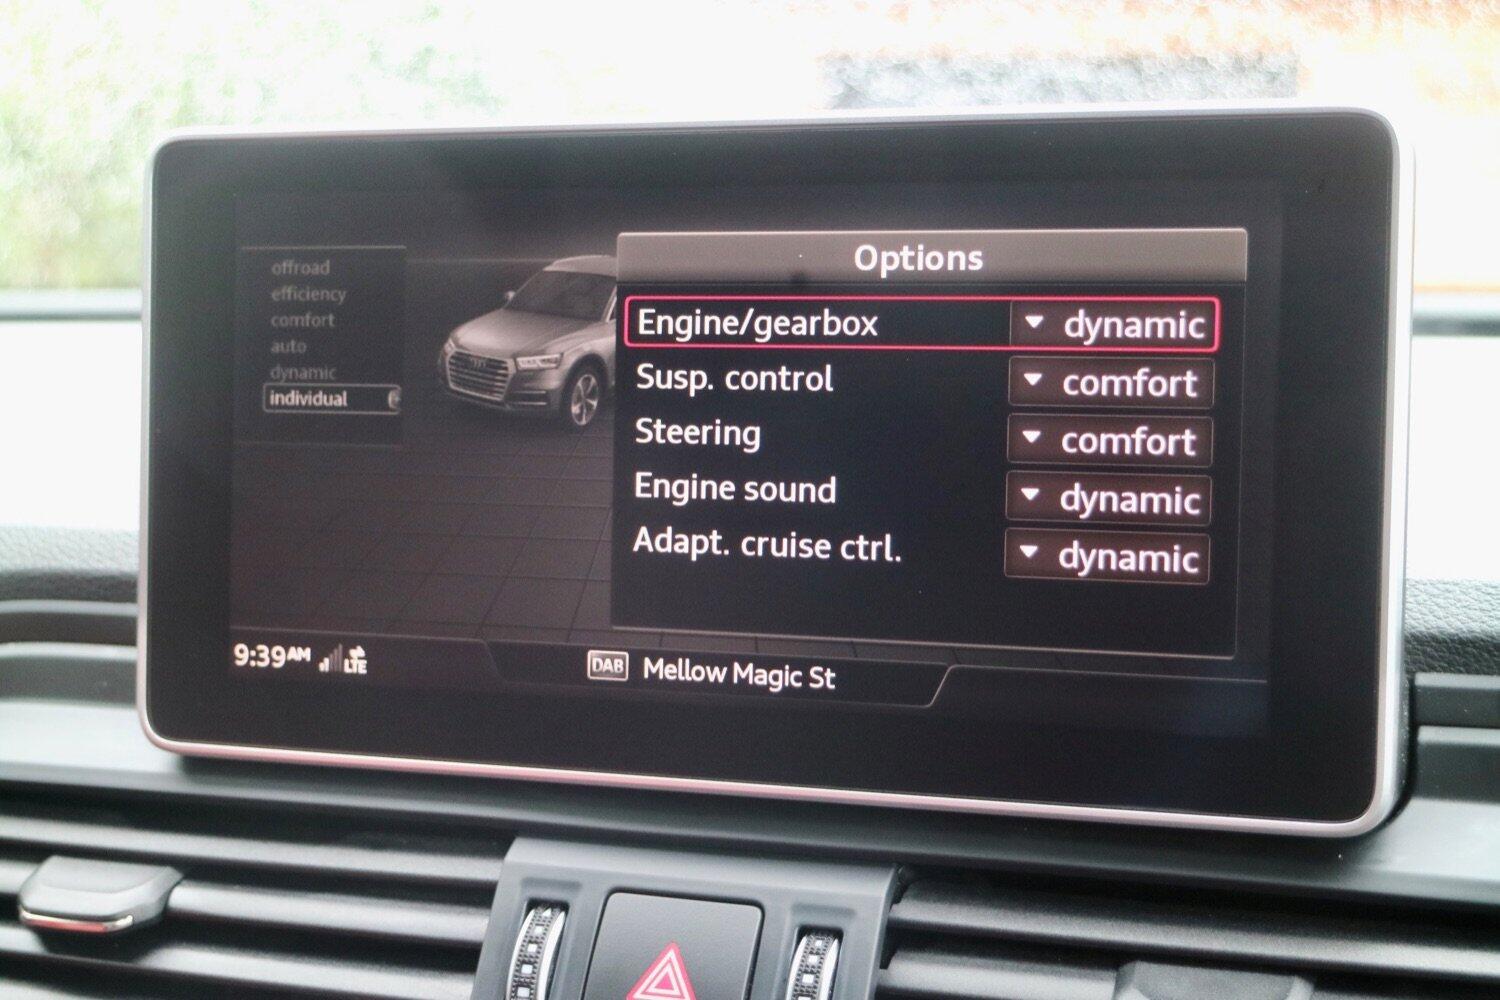 offroad
efficiency
comfort
auto
dynamic
individual
Options
Engine/gearbox dynamic
Susp. control comfort
Steering comfort
Engine sound dynamic
Adapt. cruise ctrl. dynamic
9:39AM LTE
DAB Mellow Magic St